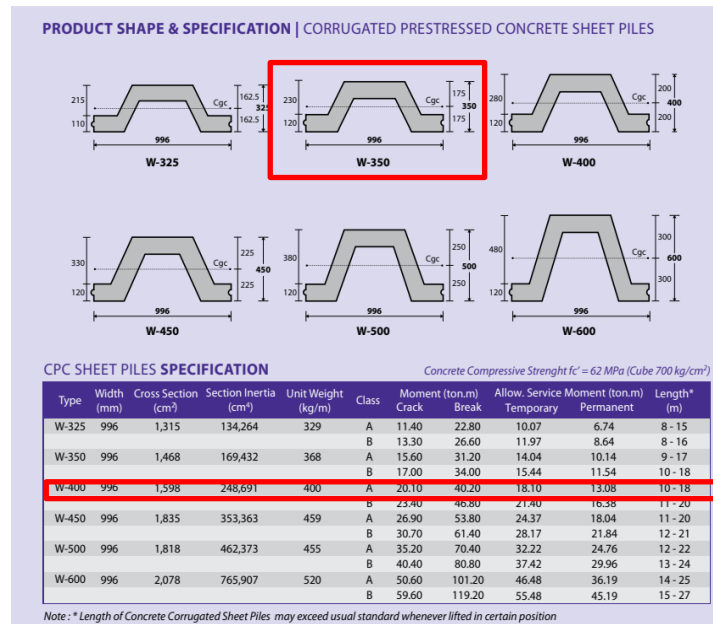 PRODUCT SHAPE & SPECIFICATION | CORRUGATED PRESTRESSED CONCRETE SHEET PILES
215 110 Cgc 162.5 162.5 325
996
W-325
230 120 Cgc 175 175 350
996
W-350
280 120 Cgc 200 200 400
996
W-400
330 120 Cgc 225 225 450
996
W-450
380 120 Cgc 250 250 500
996
W-500
480 120 Cgc 300 300 600
996
W-600
CPC SHEET PILES SPECIFICATION
Concrete Compressive Strenght fc' = 62 MPa (Cube 700 kg/cm²)
Type Width (mm) Cross Section (cm²) Section Inertia (cm⁴) Unit Weight (kg/m) Class Moment (ton.m) Crack Break Allow. Service Moment (ton.m) Temporary Permanent Length* (m)
W-325 996 1,315 134,264 329 A 11.40 22.80 10.07 6.74 8 - 15
B 13.30 26.60 11.97 8.64 8 - 16
W-350 996 1,468 169,432 368 A 15.60 31.20 14.04 10.14 9 - 17
B 17.00 34.00 15.44 11.54 10 - 18
W-400 996 1,598 248,691 400 A 20.10 40.20 18.10 13.08 10 - 18
B 23.40 46.80 21.40 16.38 11 - 20
W-450 996 1,835 353,363 459 A 26.90 53.80 24.37 18.04 11 - 20
B 30.70 61.40 28.17 21.84 12 - 21
W-500 996 1,818 462,373 455 A 35.20 70.40 32.22 24.76 12 - 22
B 40.40 80.80 37.42 29.96 13 - 24
W-600 996 2,078 765,907 520 A 50.60 101.20 46.48 36.19 14 - 25
B 59.60 119.20 55.48 45.19 15 - 27
Note : * Length of Concrete Corrugated Sheet Piles may exceed usual standard whenever lifted in certain position